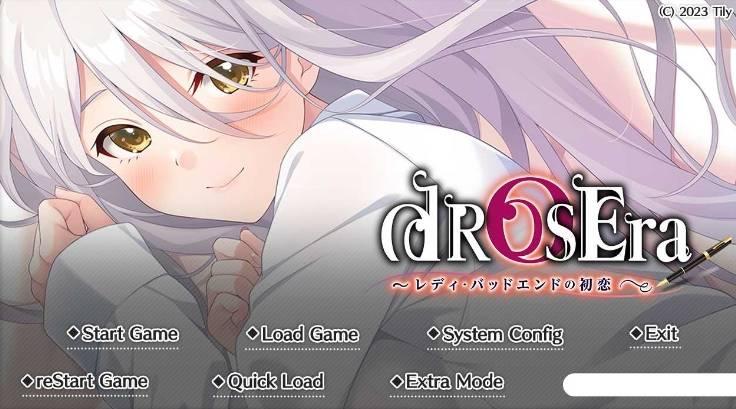 (C) 2023 Tily
dROSEra
～レディ・バッドエンドの初恋～
◆Start Game ◆Load Game ◆System Config ◆Exit
◆reStart Game ◆Quick Load ◆Extra Mode